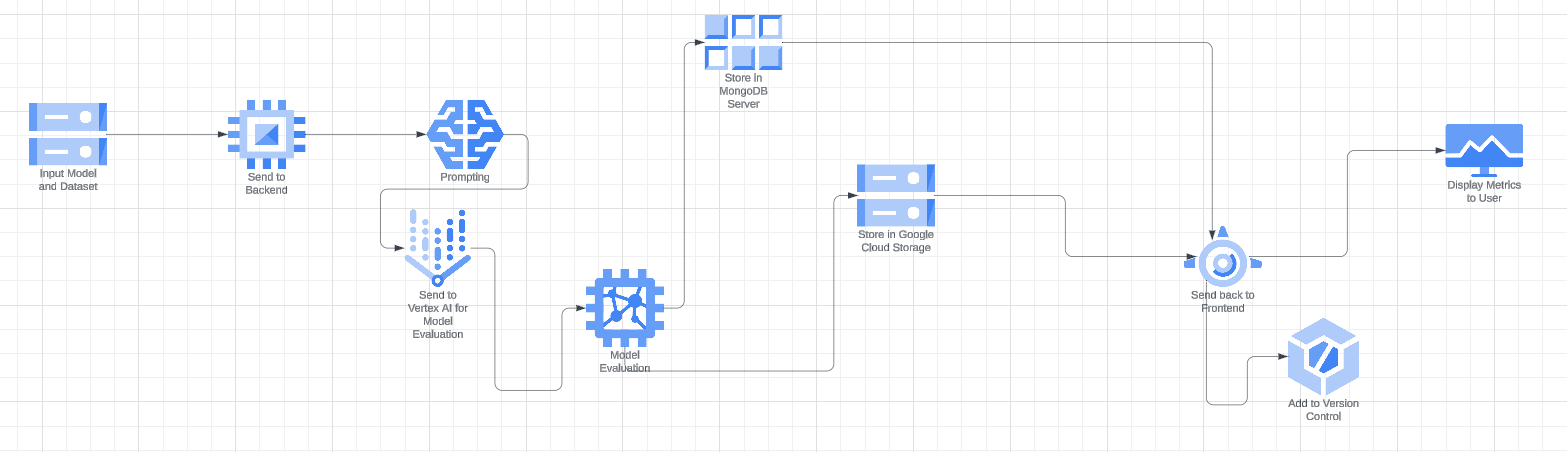 Input Model
and Dataset
Send to
Backend
Prompting
Send to
Vertex AI for
Model
Evaluation
Model
Evaluation
Store in
MongoDB
Server
Store in Google
Cloud Storage
Send back to
Frontend
Add to Version
Control
Display Metrics
to User